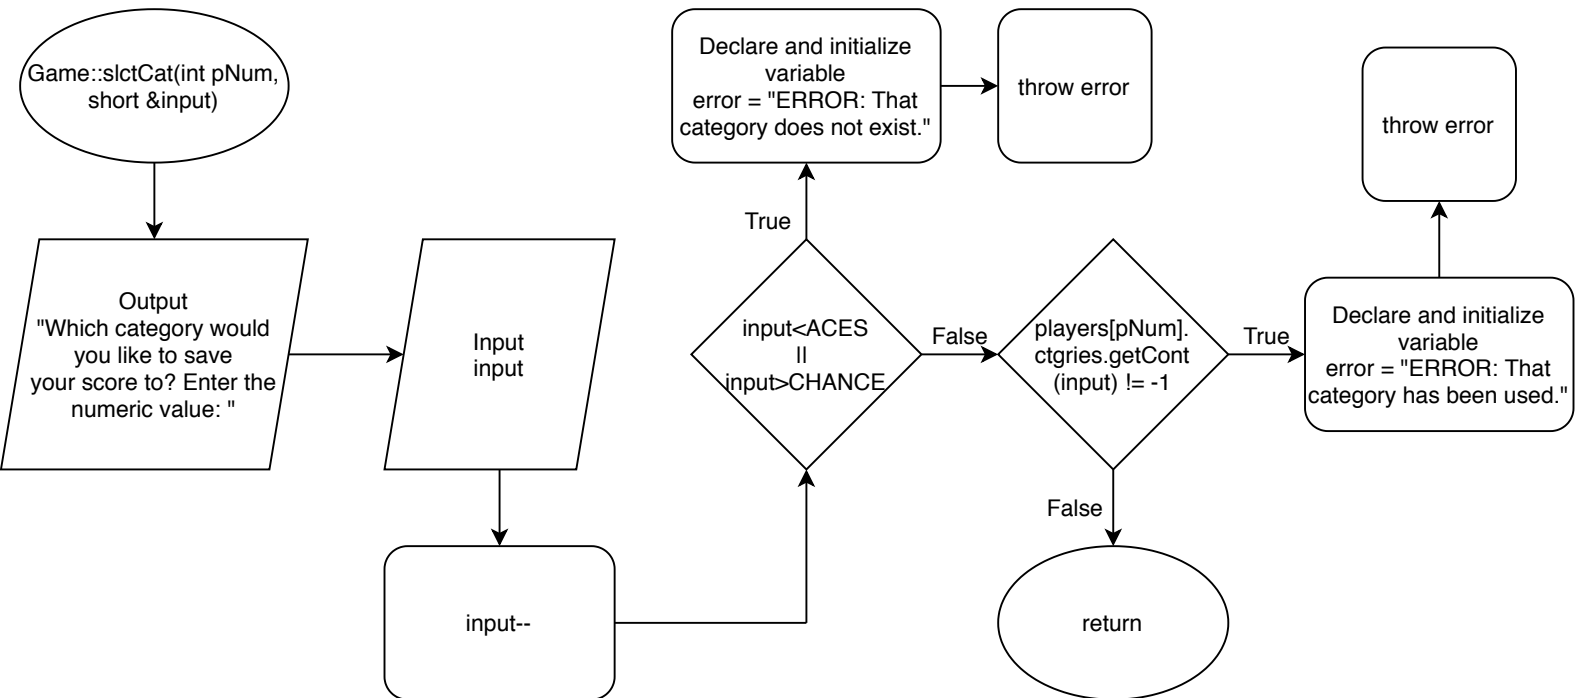 Game::slctCat(int pNum,
short &input)
Output
"Which category would
you like to save
your score to? Enter the
numeric value: "
Input
input
input--
input<ACES
||
input>CHANCE
True
Declare and initialize
variable
error = "ERROR: That
category does not exist."
throw error
False
players[pNum].
ctgries.getCont
(input) != -1
True
Declare and initialize
variable
error = "ERROR: That
category has been used."
throw error
False
return